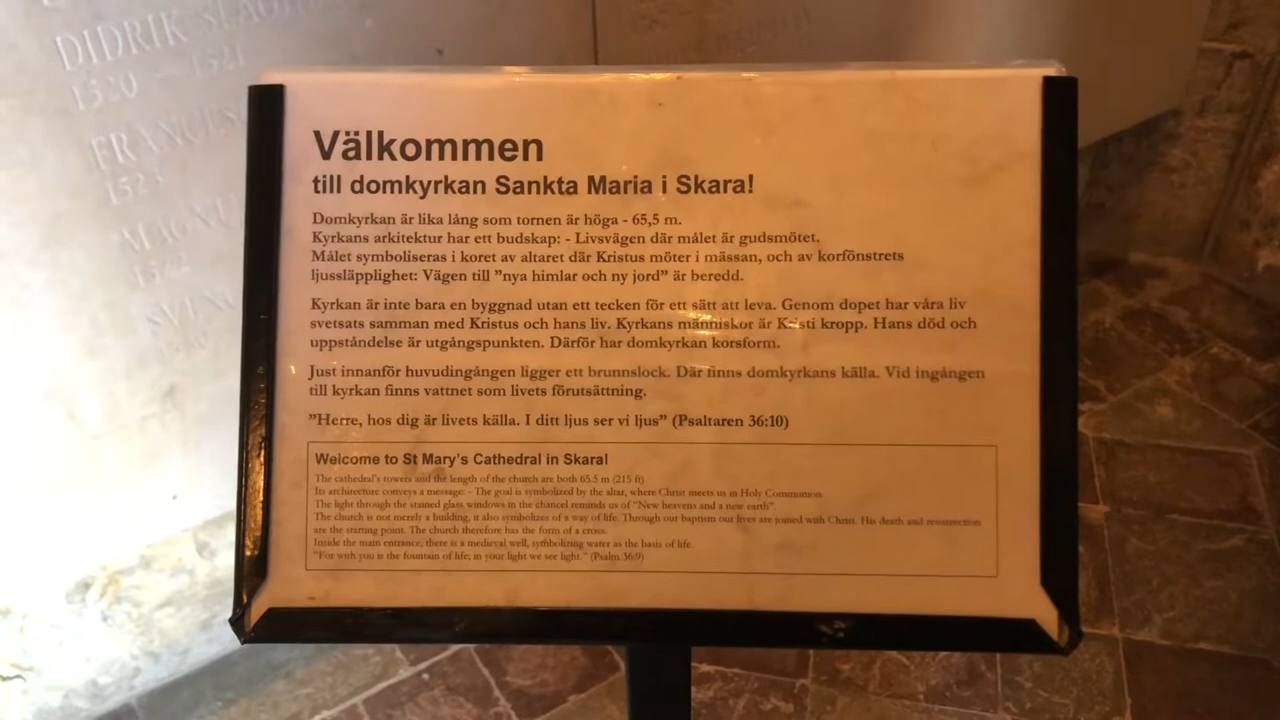 DIDRIK SLAGH
1520 — 1521
FRANCESC
1523
MAGNU
SVEN
Välkommen
till domkyrkan Sankta Maria i Skara!
Domkyrkan är lika lång som tornen är höga - 65,5 m.
Kyrkans arkitektur har ett budskap: - Livsvägen där målet är gudsmötet.
Målet symboliseras i koret av altaret där Kristus möter i mässan, och av korfönstrets
ljussläpplighet: Vägen till ”nya himlar och ny jord” är beredd.
Kyrkan är inte bara en byggnad utan ett tecken för ett sätt att leva. Genom dopet har våra liv
svetsats samman med Kristus och hans liv. Kyrkans människor är Kristi kropp. Hans död och
uppståndelse är utgångspunkten. Därför har domkyrkan korsform.
Just innanför huvudingången ligger ett brunnslock. Där finns domkyrkans källa. Vid ingången
till kyrkan finns vattnet som livets förutsättning.
”Herre, hos dig är livets källa. I ditt ljus ser vi ljus” (Psaltaren 36:10)
Welcome to St Mary's Cathedral in Skara!
The cathedral's towers and the length of the church are both 65.5 m (215 ft)
Its architecture conveys a message: - The goal is symbolized by the altar, where Christ meets us in Holy Communion.
The light through the stained glass windows in the chancel reminds us of "New heavens and a new earth".
The church is not merely a building, it also symbolizes of a way of life. Through our baptism our lives are joined with Christ. His death and resurrection
are the starting point. The church therefore has the form of a cross.
Inside the main entrance, there is a medieval well, symbolizing water as the basis of life.
"For with you is the fountain of life; in your light we see light." (Psalm 36:9)